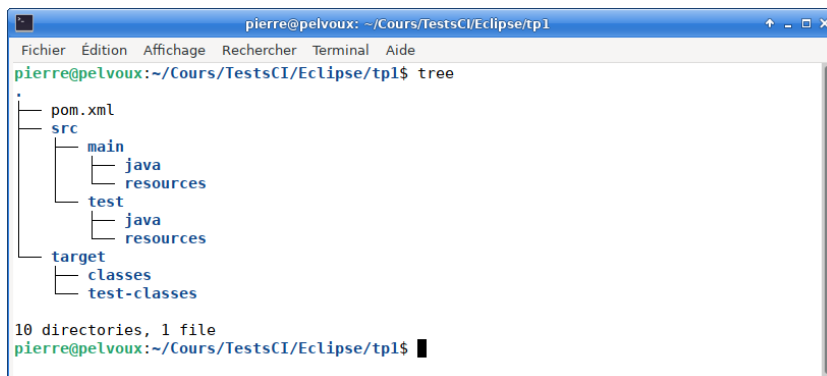 pierre@pelvoux: ~/Cours/TestsCI/Eclipse/tp1
Fichier Édition Affichage Rechercher Terminal Aide
pierre@pelvoux:~/Cours/TestsCI/Eclipse/tp1$ tree
.
├── pom.xml
├── src
│   ├── main
│   │   ├── java
│   │   └── resources
│   └── test
│       ├── java
│       └── resources
└── target
    ├── classes
    └── test-classes
10 directories, 1 file
pierre@pelvoux:~/Cours/TestsCI/Eclipse/tp1$